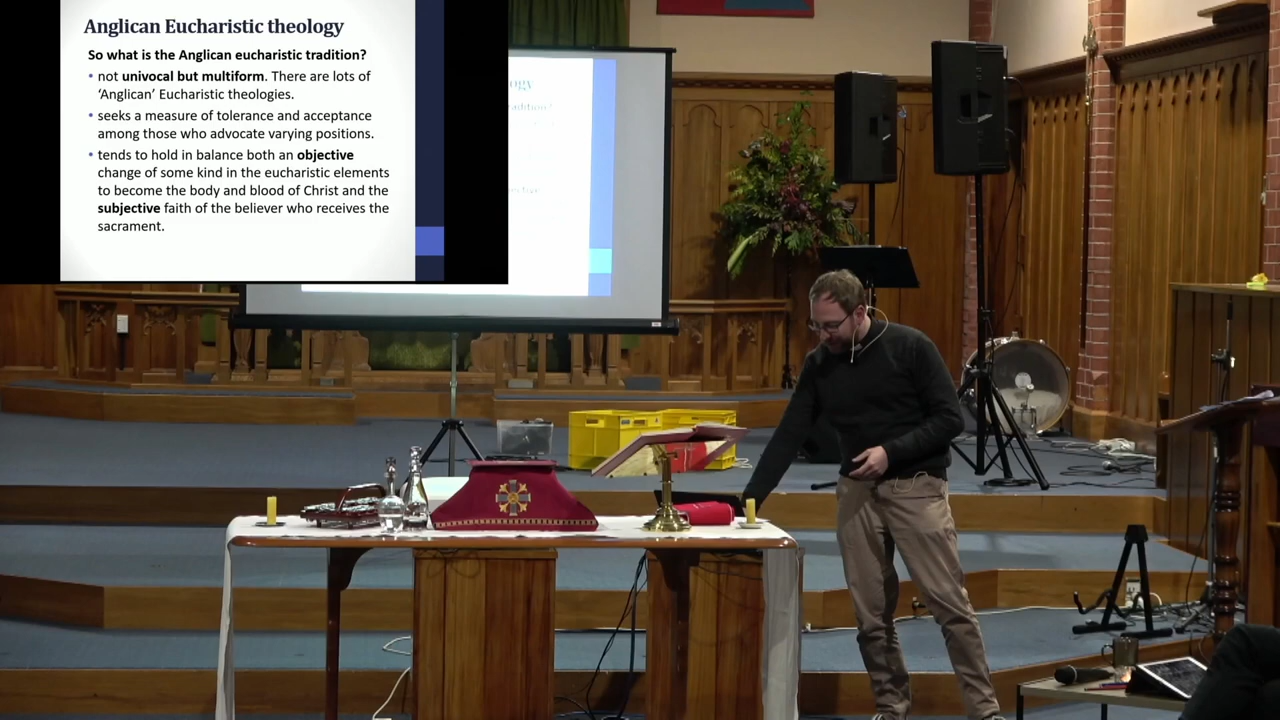 Anglican Eucharistic theology
So what is the Anglican eucharistic tradition?
• not univocal but multiform. There are lots of
‘Anglican’ Eucharistic theologies.
• seeks a measure of tolerance and acceptance
among those who advocate varying positions.
• tends to hold in balance both an objective
change of some kind in the eucharistic elements
to become the body and blood of Christ and the
subjective faith of the believer who receives the
sacrament.